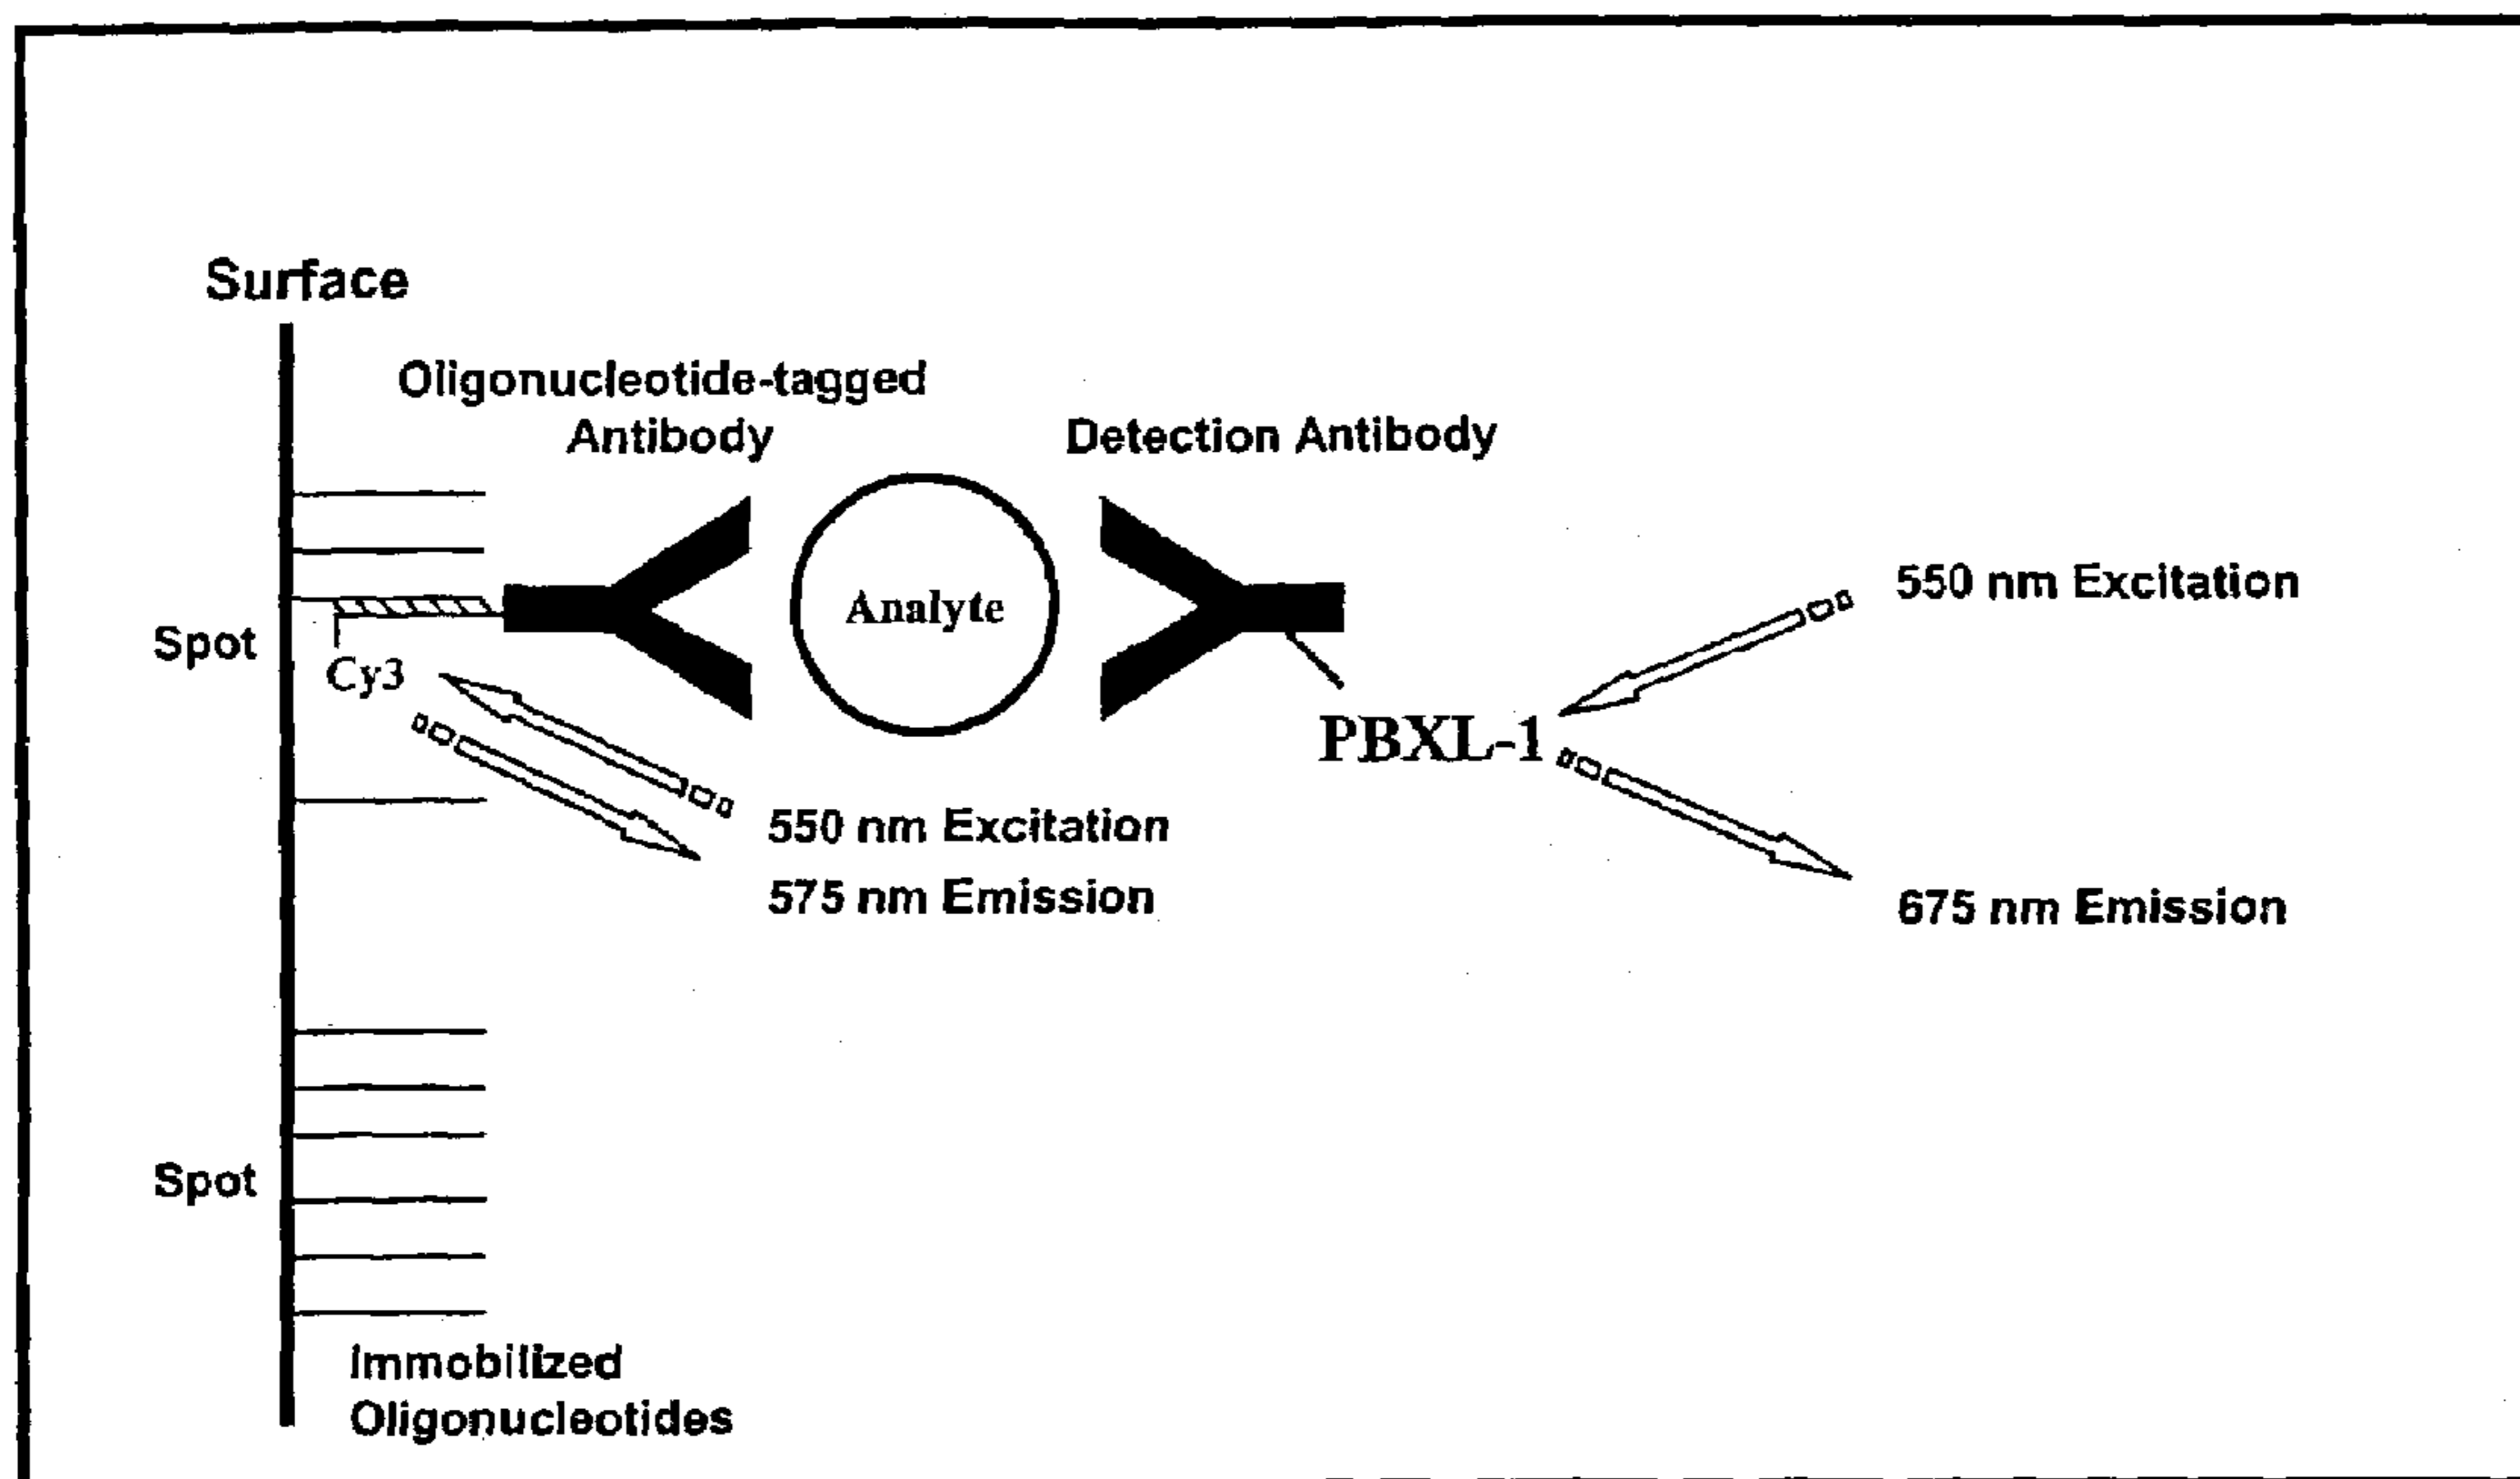 Surface
Oligonucleotide-tagged
Antibody
Detection Antibody
Analyte
550 nm Excitation
Spot
Cy3
PBXL-1
550 nm Excitation
575 nm Emission
675 nm Emission
Spot
Immobilized
Oligonucleotides